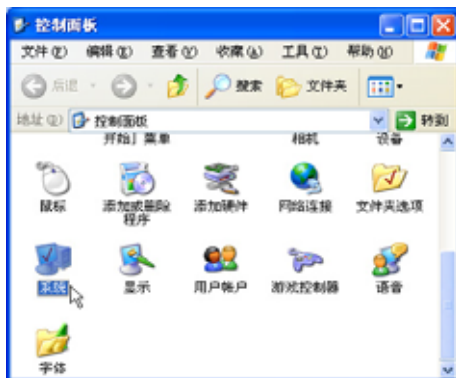 控制面板
文件(F) 编辑(E) 查看(V) 收藏(A) 工具(T) 帮助(H)
后退 搜索 文件夹
地址(D) 控制面板 转到
开始」菜单 相机 设备
鼠标 添加或删除程序 添加硬件 网络连接 文件夹选项
系统 显示 用户帐户 游戏控制器 语音
字体